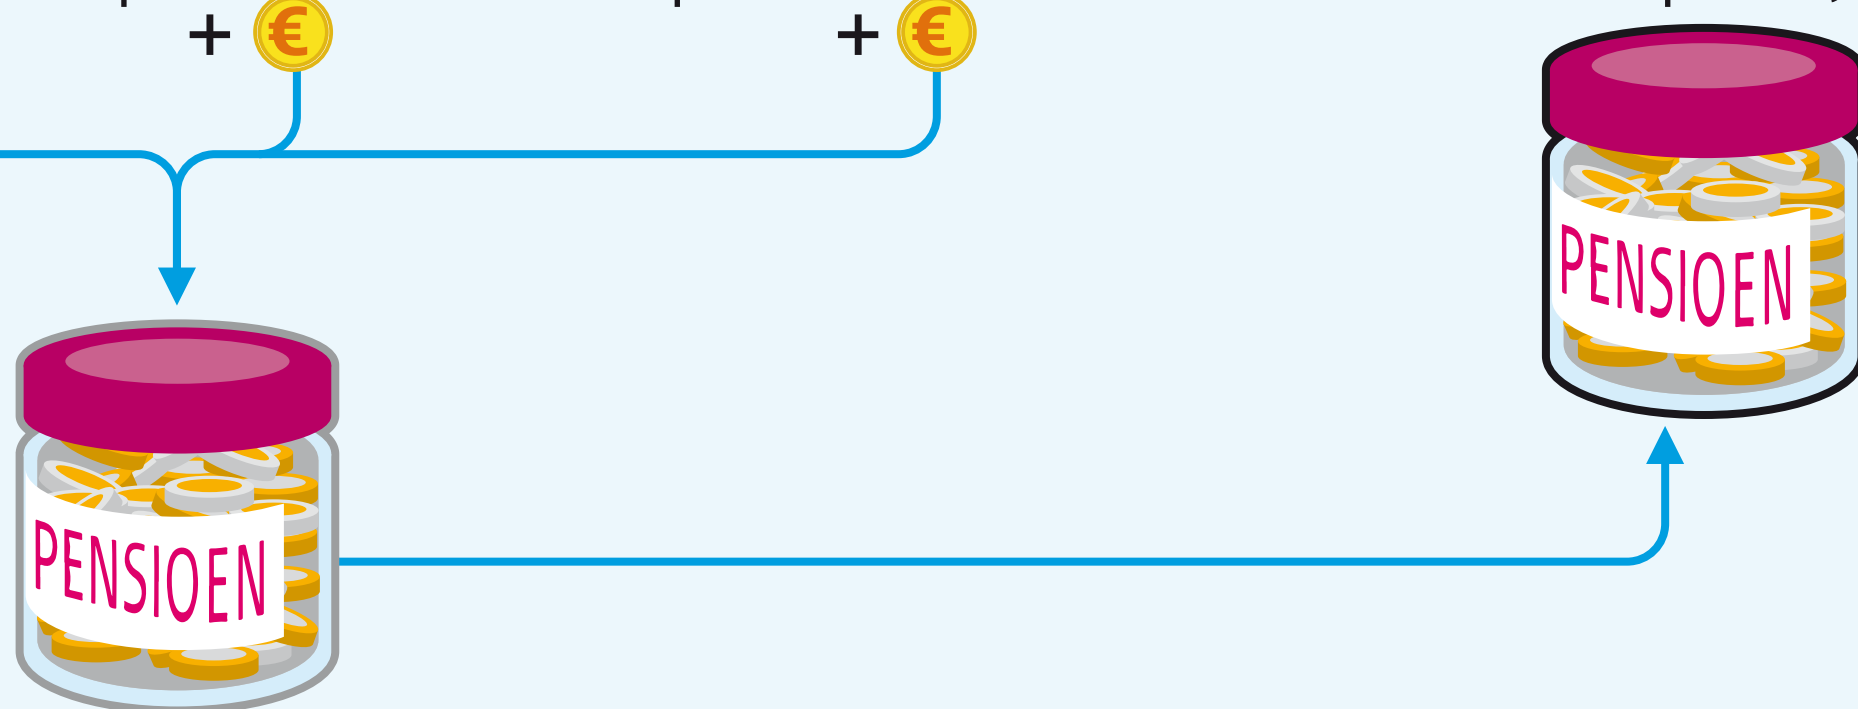 + € + €
PENSIOEN
PENSIOEN